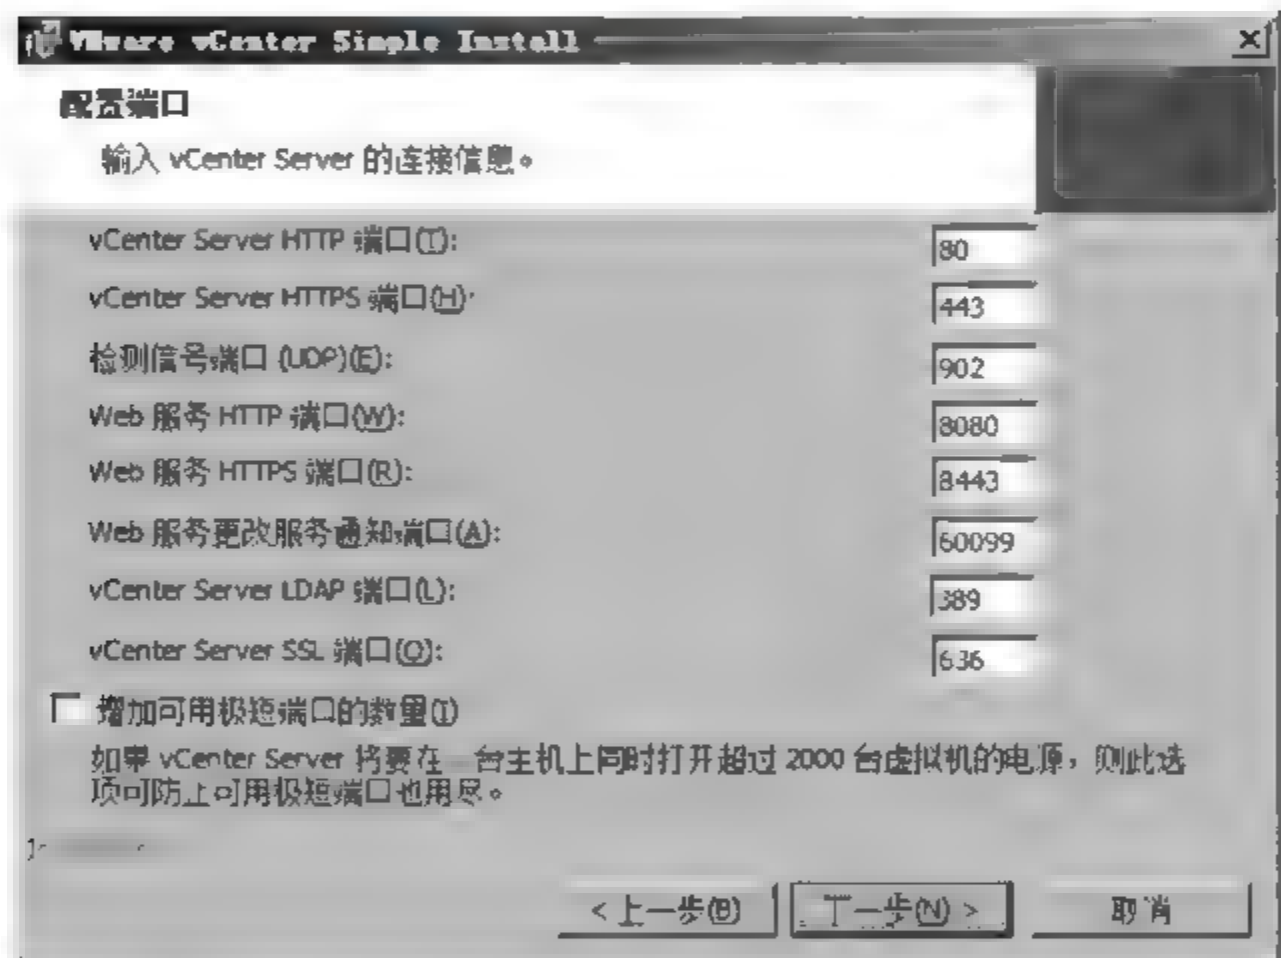 VMware vCenter Simple Install
配置端口
输入 vCenter Server 的连接信息。
vCenter Server HTTP 端口(T): 80
vCenter Server HTTPS 端口(H): 443
检测信号端口 (UDP)(E): 902
Web 服务 HTTP 端口(W): 8080
Web 服务 HTTPS 端口(R): 8443
Web 服务更改服务通知端口(A): 60099
vCenter Server LDAP 端口(L): 389
vCenter Server SSL 端口(O): 636
增加可用极短端口的数量(I)
如果 vCenter Server 将要在一台主机上同时打开超过 2000 台虚拟机的电源，则此选
项可防止可用极短端口池用尽。
< 上一步(B) 下一步(N) > 取消